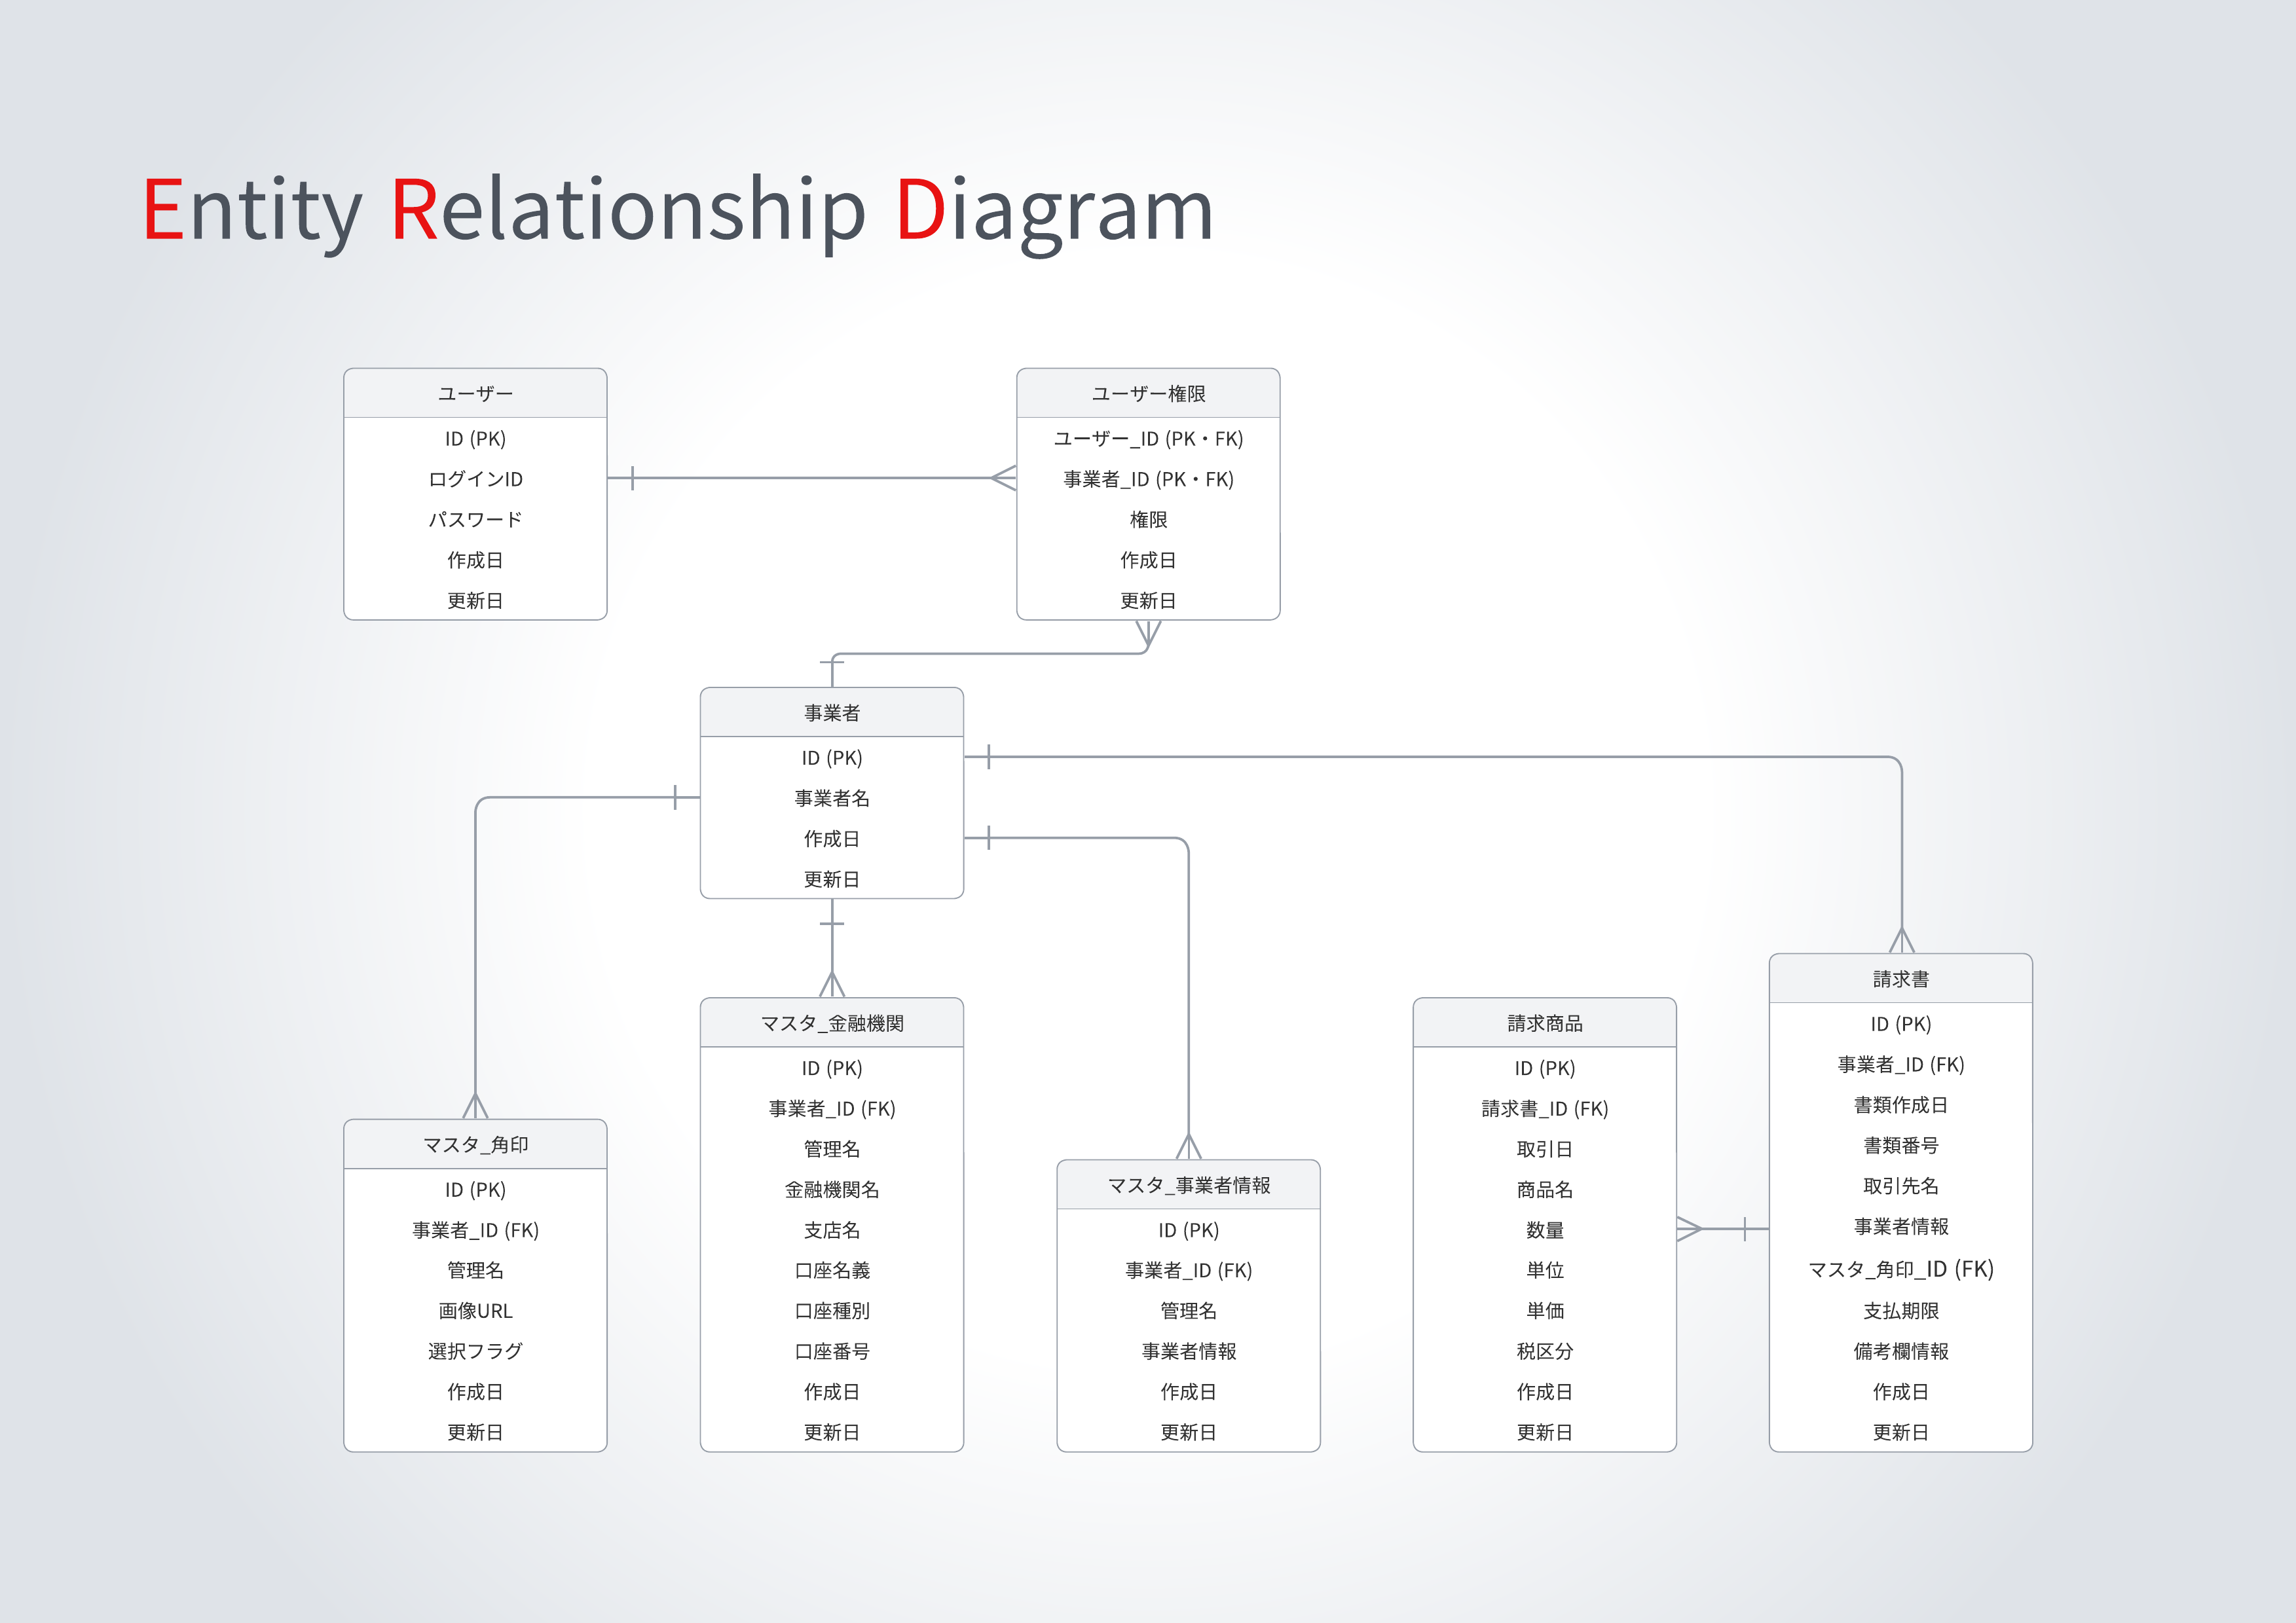 Entity Relationship Diagram
ユーザー
ID (PK)
ログインID
パスワード
作成日
更新日
ユーザー権限
ユーザー_ID (PK・FK)
事業者_ID (PK・FK)
権限
作成日
更新日
事業者
ID (PK)
事業者名
作成日
更新日
マスタ_角印
ID (PK)
事業者_ID (FK)
管理名
画像URL
選択フラグ
作成日
更新日
マスタ_金融機関
ID (PK)
事業者_ID (FK)
管理名
金融機関名
支店名
口座名義
口座種別
口座番号
作成日
更新日
マスタ_事業者情報
ID (PK)
事業者_ID (FK)
管理名
事業者情報
作成日
更新日
請求商品
ID (PK)
請求書_ID (FK)
取引日
商品名
数量
単位
単価
税区分
作成日
更新日
請求書
ID (PK)
事業者_ID (FK)
書類作成日
書類番号
取引先名
事業者情報
マスタ_角印_ID (FK)
支払期限
備考欄情報
作成日
更新日